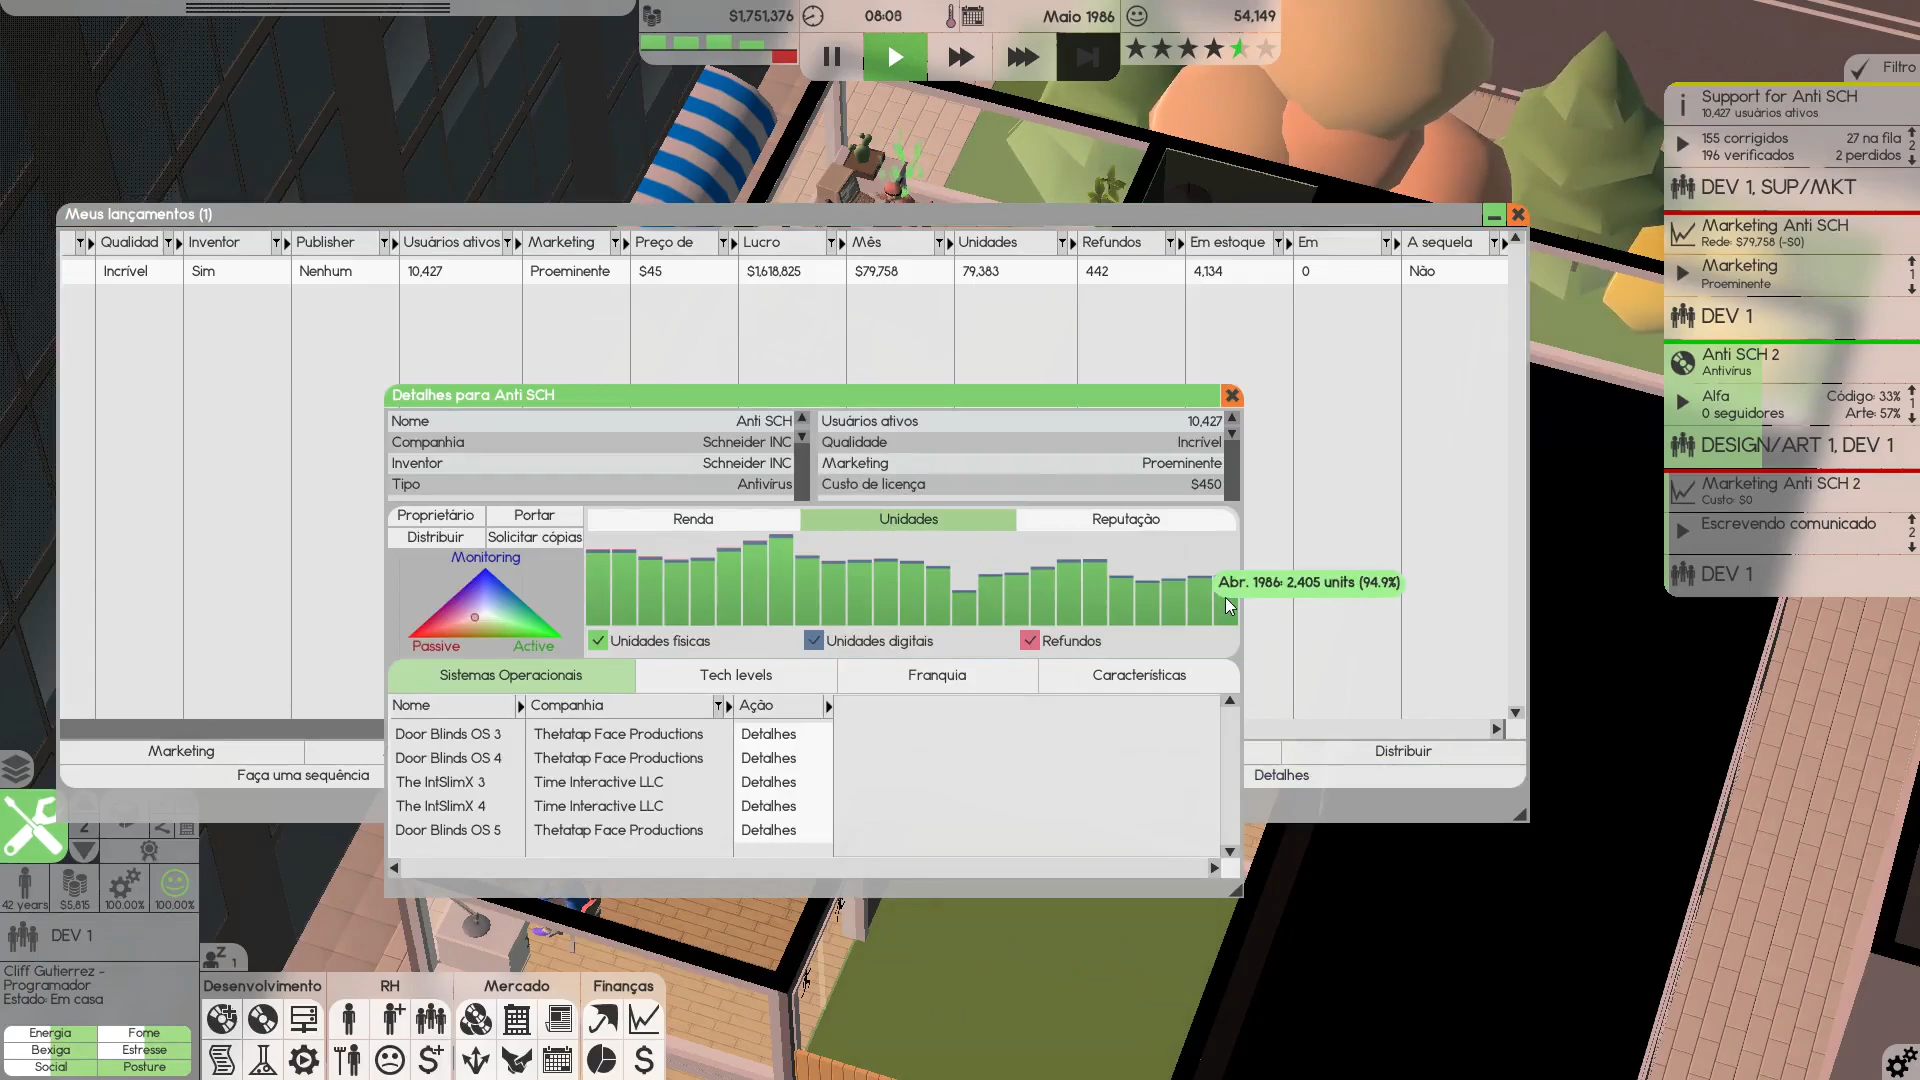 $1,751,376
08:08
Maio 1986
54,149
Filtro
Support for Anti SCH
10,427 usuários ativos
155 corrigidos 27 na fila
196 verificados 2 perdidos
2
DEV 1, SUP/MKT
Marketing Anti SCH
Rede: $79,758 (-$0)
Marketing
Proeminente
1
DEV 1
Anti SCH 2
Antivírus
Alfa Código: 33%
0 seguidores Arte: 57%
1
DESIGN/ART 1, DEV 1
Marketing Anti SCH 2
Custo: $0
Escrevendo comunicado
2
DEV 1
Meus lançamentos (1)
Qualidad Inventor Publisher Usuários ativos Marketing Preço de Lucro Mês Unidades Refundos Em estoque Em A sequela
Incrível Sim Nenhum 10,427 Proeminente $45 $1,618,825 $79,758 79,383 442 4,134 0 Não
Marketing
Distribuir
Faça uma sequência
Detalhes
Detalhes para Anti SCH
Nome Anti SCH
Companhia Schneider INC
Inventor Schneider INC
Tipo Antivírus
Usuários ativos 10,427
Qualidade Incrível
Marketing Proeminente
Custo de licença $450
Proprietário Portar
Distribuir Solicitar cópias
Monitoring
Passive Active
Renda Unidades Reputação
Abr. 1986: 2,405 units (94.9%)
Unidades físicas Unidades digitais Refundos
Sistemas Operacionais Tech levels Franquia Características
Nome Companhia Ação
Door Blinds OS 3 Thetatap Face Productions Detalhes
Door Blinds OS 4 Thetatap Face Productions Detalhes
The IntSlimX 3 Time Interactive LLC Detalhes
The IntSlimX 4 Time Interactive LLC Detalhes
Door Blinds OS 5 Thetatap Face Productions Detalhes
2
42 years $5,815 100.00% 100.00%
DEV 1
Cliff Gutierrez -
Programador
Estado: Em casa
Energia Fome
Bexiga Estresse
Social Posture
Z 1
Desenvolvimento RH Mercado Finanças